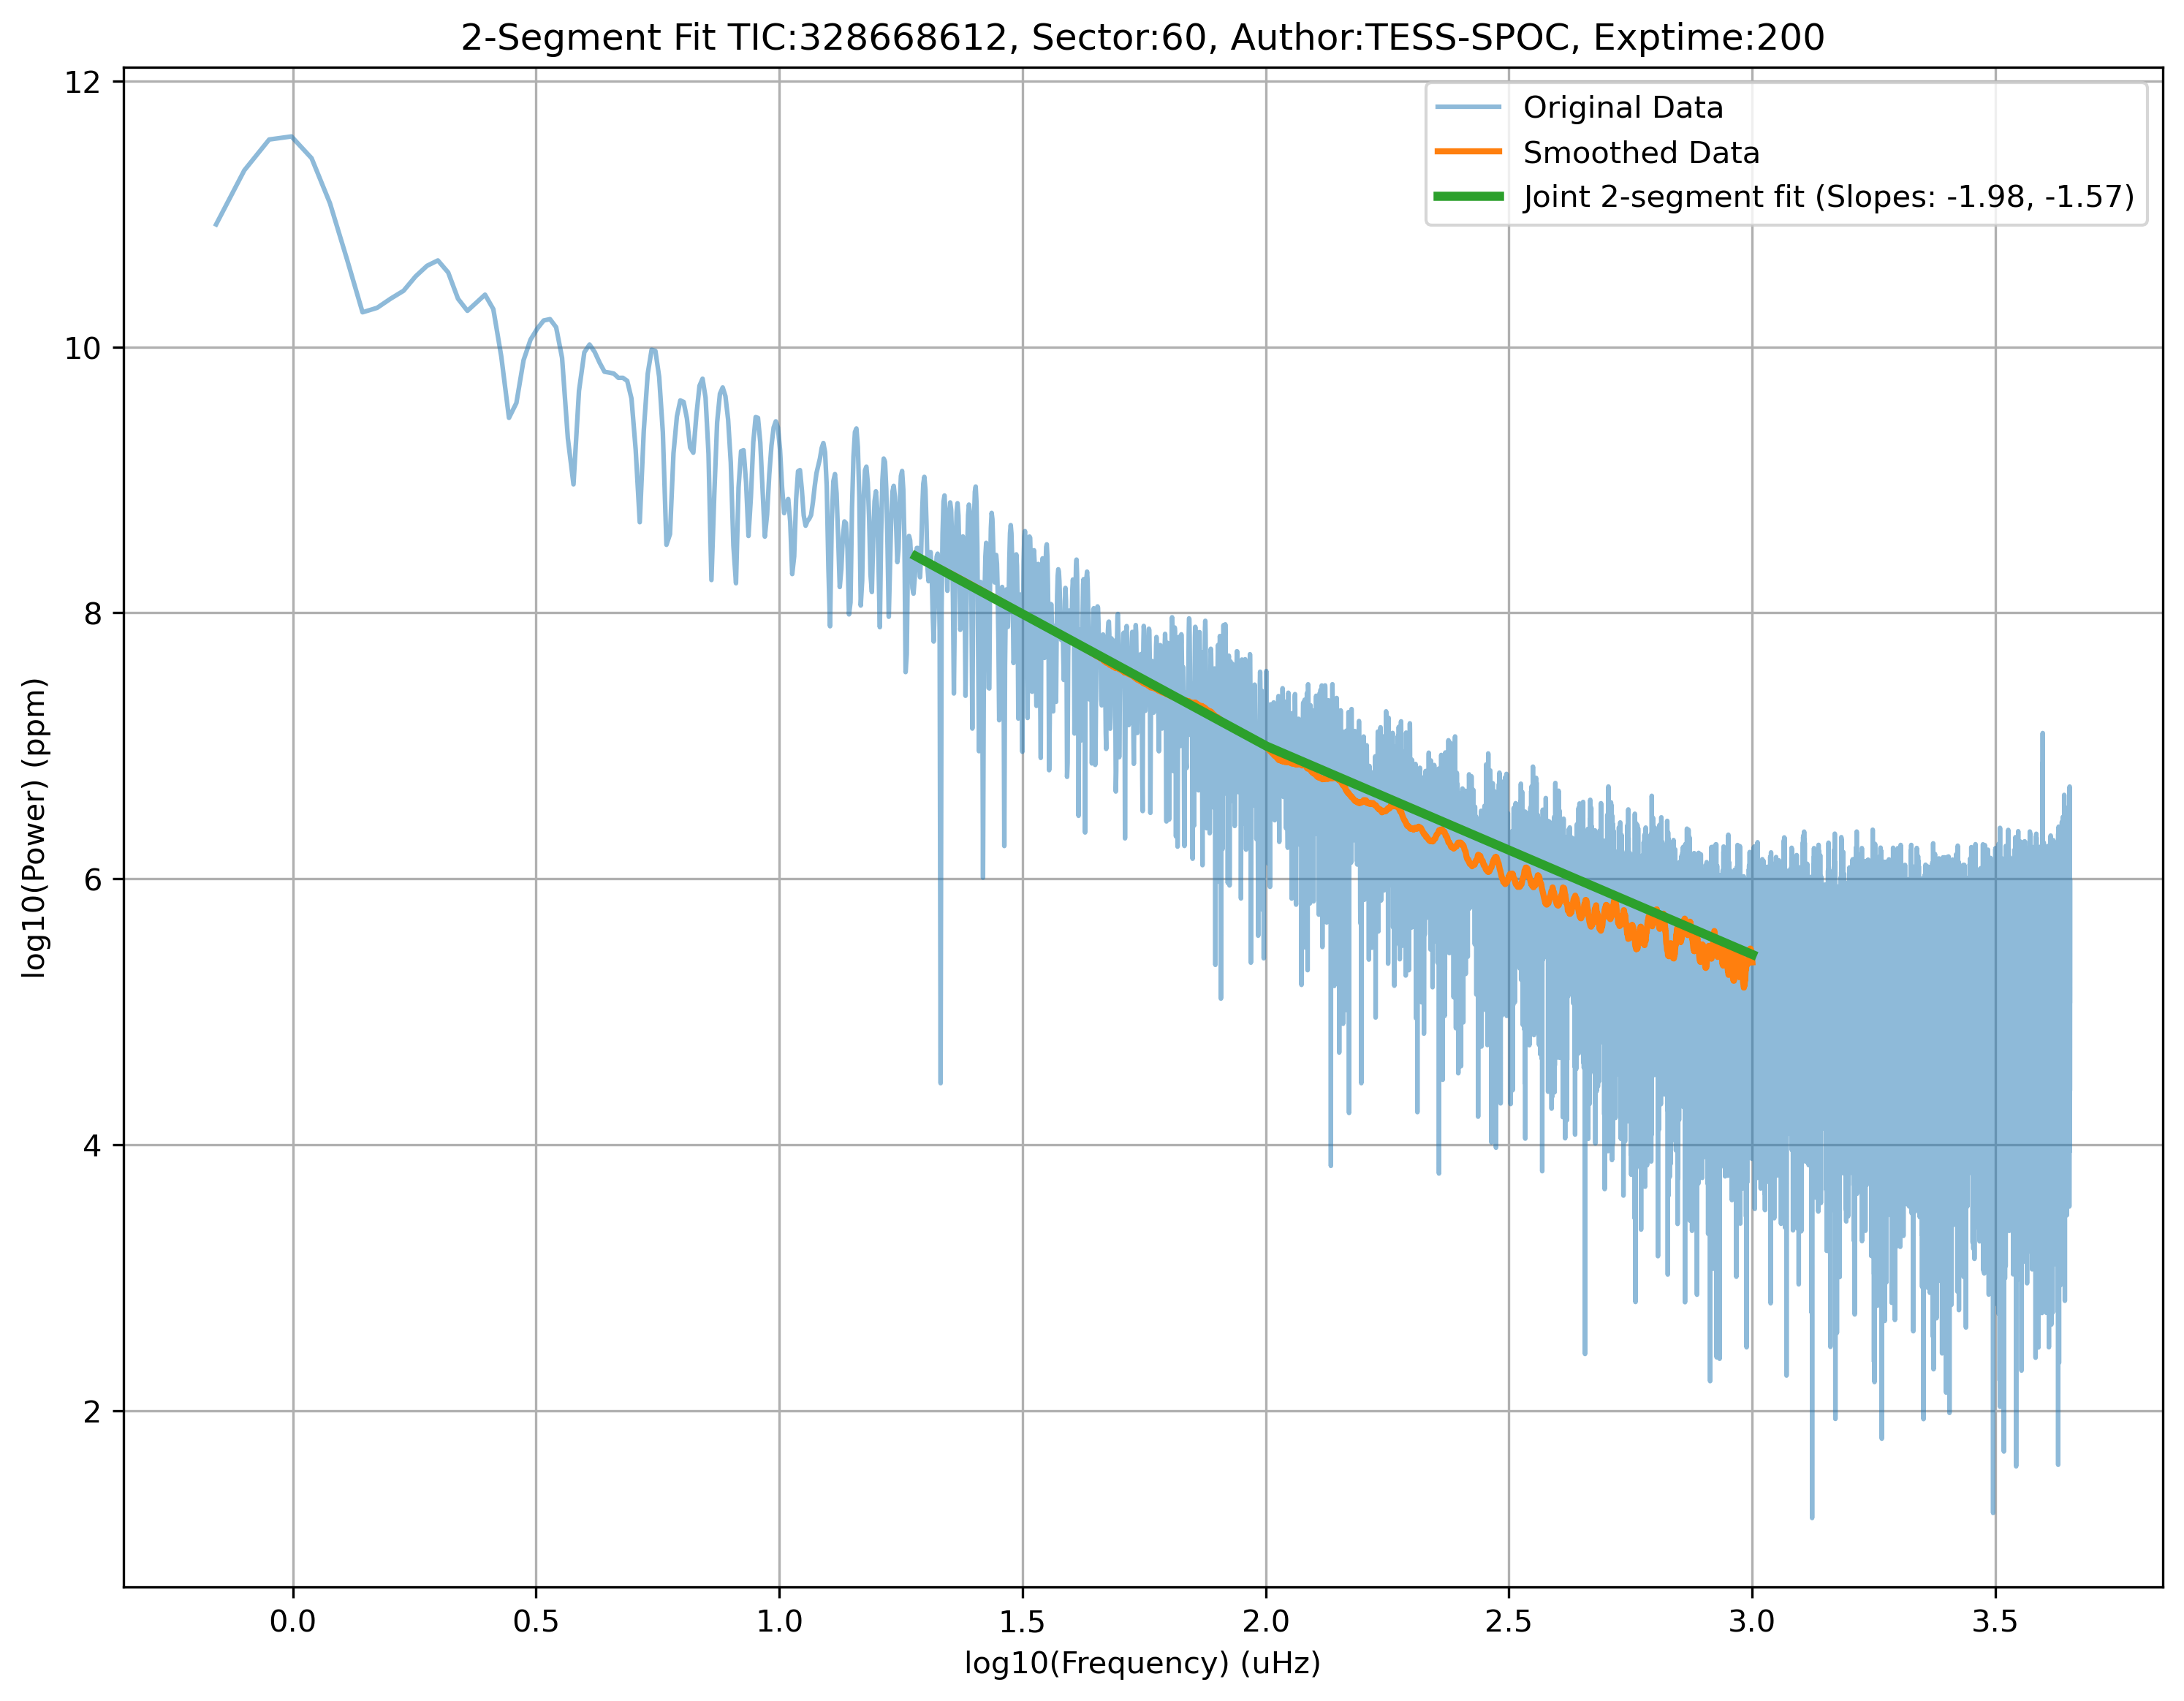 2-Segment Fit TIC:328668612, Sector:60, Author:TESS-SPOC, Exptime:200
Original Data
Smoothed Data
Joint 2-segment fit (Slopes: -1.98, -1.57)
log10(Power) (ppm)
12
10
8
6
4
2
0.0 0.5 1.0 1.5 2.0 2.5 3.0 3.5
log10(Frequency) (uHz)